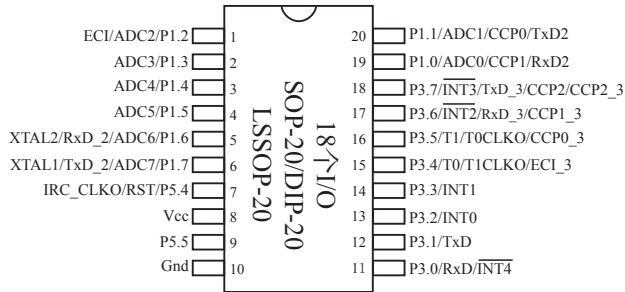 ECI/ADC2/P1.2 1
ADC3/P1.3 2
ADC4/P1.4 3
ADC5/P1.5 4
XTAL2/RxD_2/ADC6/P1.6 5
XTAL1/TxD_2/ADC7/P1.7 6
IRC_CLKO/RST/P5.4 7
Vcc 8
P5.5 9
Gnd 10
18个I/O
SOP-20/DIP-20
LSSOP-20
20 P1.1/ADC1/CCP0/TxD2
19 P1.0/ADC0/CCP1/RxD2
18 P3.7/INT3/TxD_3/CCP2/CCP2_3
17 P3.6/INT2/RxD_3/CCP1_3
16 P3.5/T1/T0CLKO/CCP0_3
15 P3.4/T0/T1CLKO/ECI_3
14 P3.3/INT1
13 P3.2/INT0
12 P3.1/TxD
11 P3.0/RxD/INT4